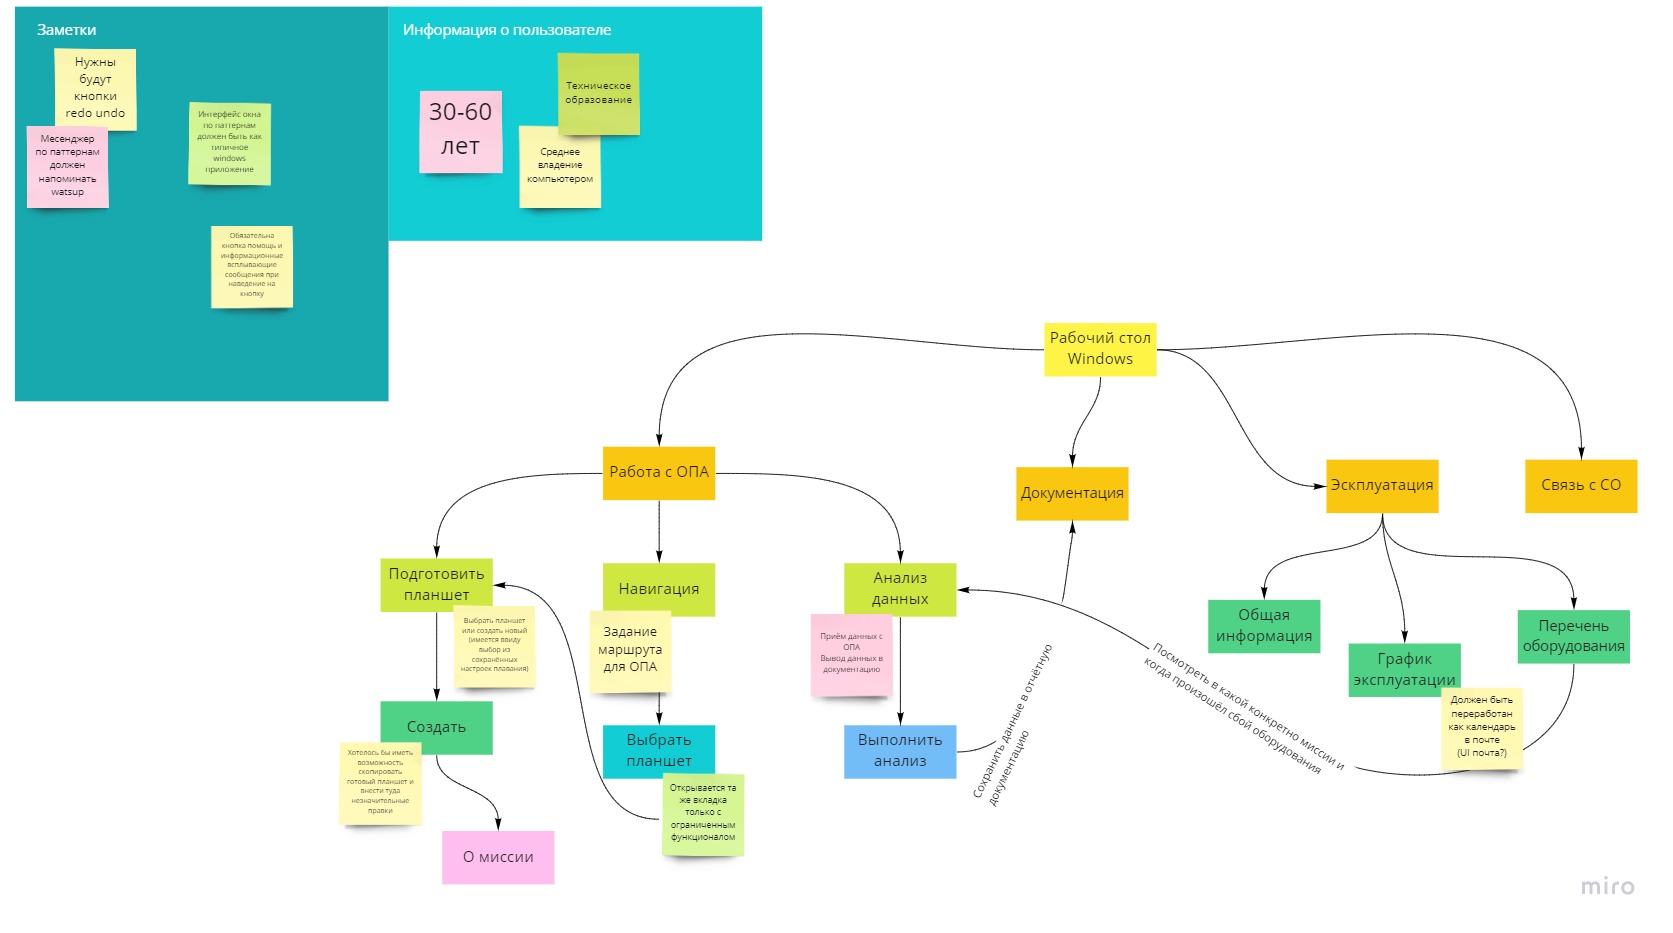 Заметки
Нужны
будут
кнопки
redo undo
Месенджер
по паттернам
должен
напоминать
watsup
Интерфейс окна
по паттернам
должен быть как
типичное
windows
приложение
Обязательна
кнопка помощь и
информационные
всплывающие
сообщения при
наведение на
кнопку
Информация о пользователе
30-60
лет
Техническое
образование
Среднее
владение
компьютером
Рабочий стол
Windows
Работа с ОПА
Документация
Эскплуатация
Связь с СО
Подготовить
планшет
Выбрать планшет
или создать новый
(имеется ввиду
выбор из
сохранённых
настроек плавания)
Навигация
Задание
маршрута
для ОПА
Анализ
данных
Приём данных с
ОПА
Вывод данных в
документацию
Общая
информация
График
эксплуатации
Должен быть
переработан
как календарь
в почте
(UI почта?)
Перечень
оборудования
Создать
Хотелось бы иметь
возможность
скопировать
готовый планшет и
внести туда
незначительные
правки
Выбрать
планшет
Открывается та
же вкладка
только с
ограниченным
функционалом
Выполнить
анализ
Сохранить данные в отчётную
документацию
Посмотреть в какой конкретно миссии и
когда произошёл сбой оборудования
О миссии
miro